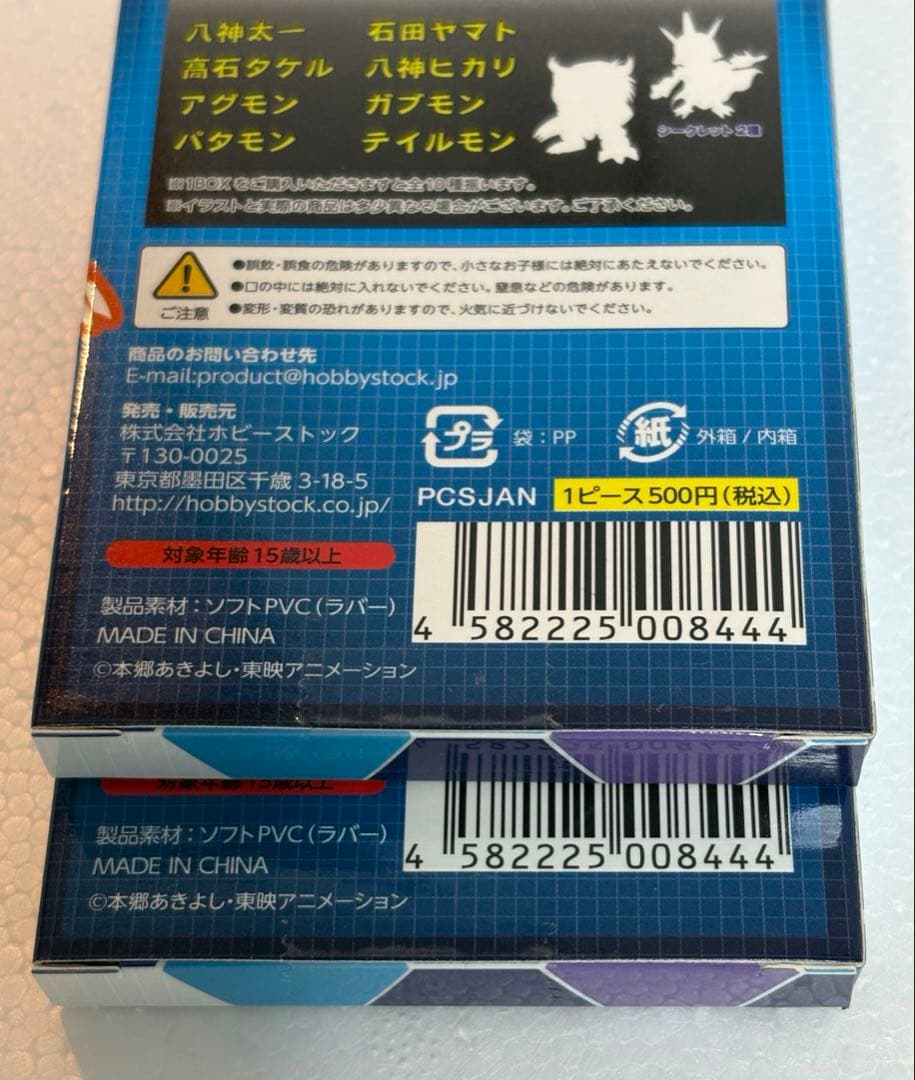 八神太一 石田ヤマト
高石タケル 八神ヒカリ
アグモン ガブモン
パタモン テイルモン
シークレット 2種
※1BOXをご購入いただきますと全10種揃います。
※イラストと実際の商品は多少異なる場合がございます。ご了承ください。
ご注意
●誤飲・誤食の危険がありますので、小さなお子様には絶対にあたえないでください。
●口の中には絶対に入れないでください。窒息などの危険があります。
●変形・変質の恐れがありますので、火気に近づけないでください。
商品のお問い合わせ先
E-mail:product@hobbystock.jp
発売・販売元
株式会社ホビーストック
〒130-0025
東京都墨田区千歳 3-18-5
http://hobbystock.co.jp/
プラ 袋：PP 紙 外箱 / 内箱
PCSJAN 1ピース500円（税込）
対象年齢15歳以上
製品素材：ソフトPVC（ラバー）
MADE IN CHINA
©本郷あきよし・東映アニメーション
4 582225 008444
4 582225 008444
対象年齢15歳以上
製品素材：ソフトPVC（ラバー）
MADE IN CHINA
©本郷あきよし・東映アニメーション
4 582225 008444